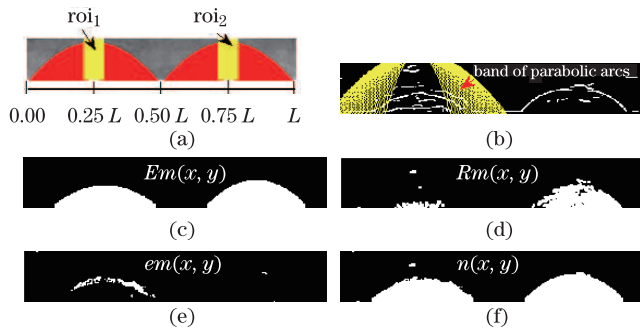 roi₁ roi₂
0.00 0.25 L 0.50 L 0.75 L L
(a)
band of parabolic arcs
(b)
Em(x, y)
(c)
Rm(x, y)
(d)
em(x, y)
(e)
n(x, y)
(f)